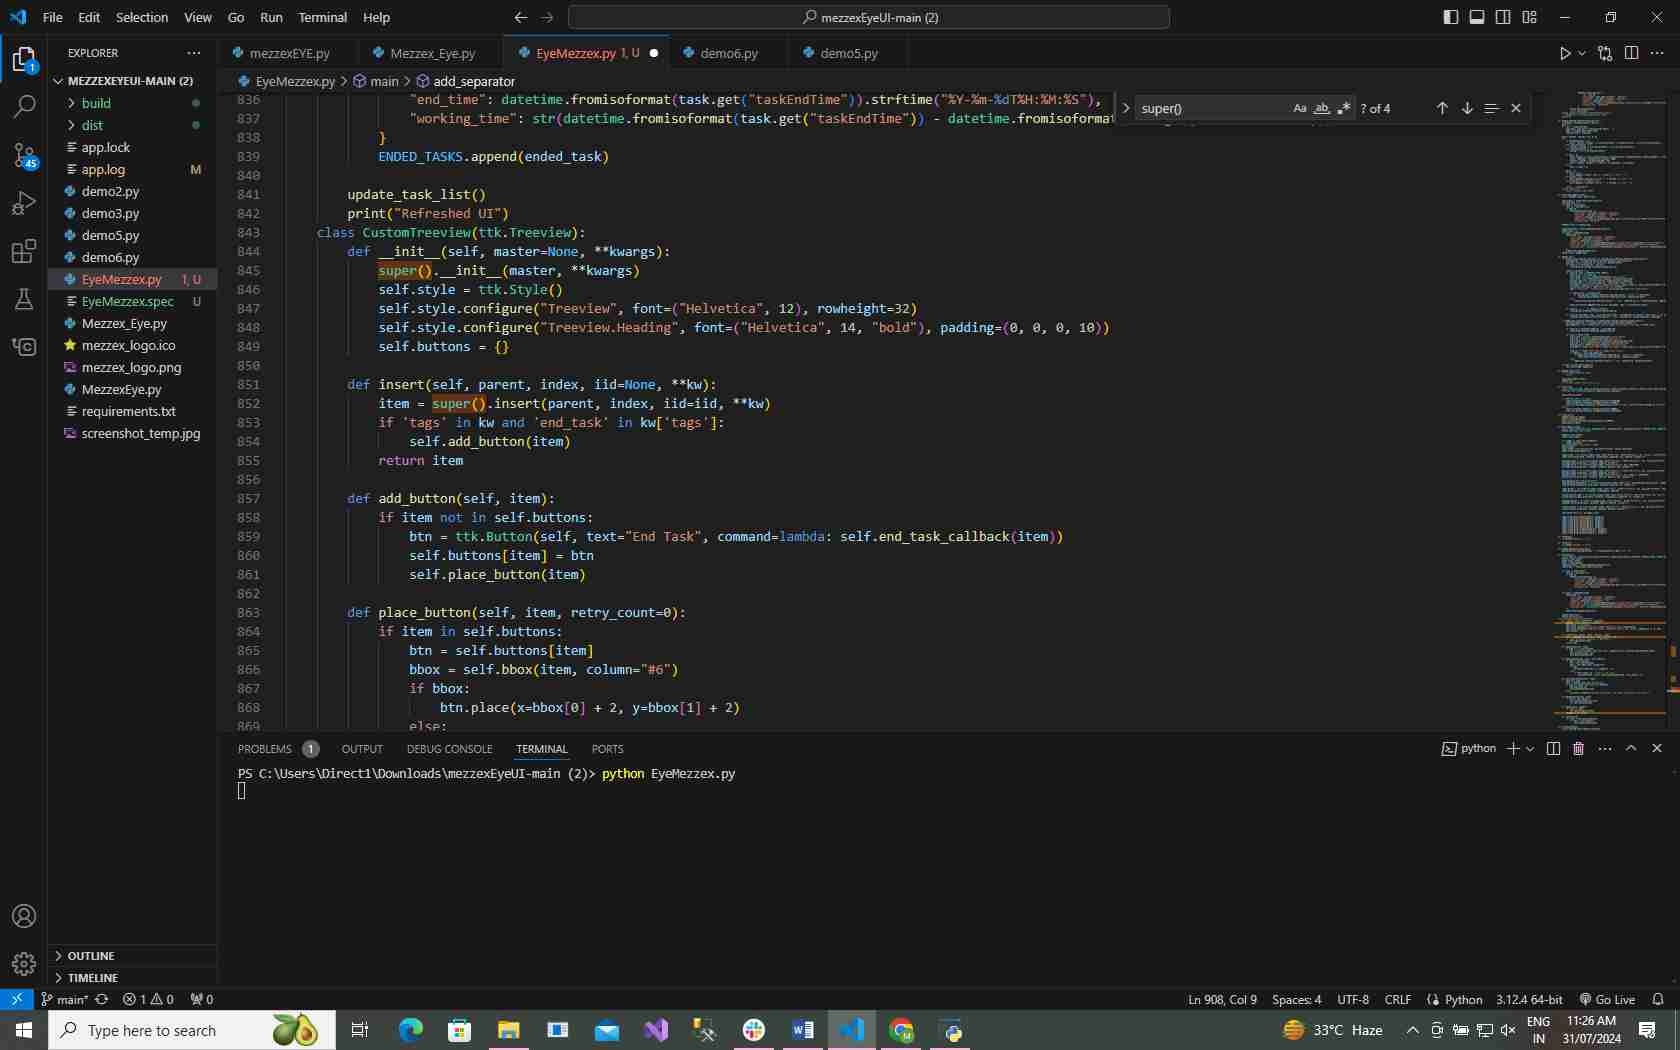 File Edit Selection View Go Run Terminal Help
mezzexEyeUI-main (2)
EXPLORER
MEZZEXEYEUI-MAIN (2)
build
dist
app.lock
app.log M
demo2.py
demo3.py
demo5.py
demo6.py
EyeMezzex.py 1, U
EyeMezzex.spec U
Mezzex_Eye.py
mezzex_logo.ico
mezzex_logo.png
MezzexEye.py
requirements.txt
screenshot_temp.jpg
OUTLINE
TIMELINE
1
45
mezzexEYE.py Mezzex_Eye.py EyeMezzex.py 1, U demo6.py demo5.py
EyeMezzex.py > main > add_separator
super() Aa ab ? of 4
836 "end_time": datetime.fromisoformat(task.get("taskEndTime")).strftime("%Y-%m-%dT%H:%M:%S"),
837 "working_time": str(datetime.fromisoformat(task.get("taskEndTime")) - datetime.fromisoformat
838 }
839 ENDED_TASKS.append(ended_task)
840
841 update_task_list()
842 print("Refreshed UI")
843 class CustomTreeview(ttk.Treeview):
844 def __init__(self, master=None, **kwargs):
845 super().__init__(master, **kwargs)
846 self.style = ttk.Style()
847 self.style.configure("Treeview", font=("Helvetica", 12), rowheight=32)
848 self.style.configure("Treeview.Heading", font=("Helvetica", 14, "bold"), padding=(0, 0, 0, 10))
849 self.buttons = {}
850
851 def insert(self, parent, index, iid=None, **kw):
852 item = super().insert(parent, index, iid=iid, **kw)
853 if 'tags' in kw and 'end_task' in kw['tags']:
854 self.add_button(item)
855 return item
856
857 def add_button(self, item):
858 if item not in self.buttons:
859 btn = ttk.Button(self, text="End Task", command=lambda: self.end_task_callback(item))
860 self.buttons[item] = btn
861 self.place_button(item)
862
863 def place_button(self, item, retry_count=0):
864 if item in self.buttons:
865 btn = self.buttons[item]
866 bbox = self.bbox(item, column="#6")
867 if bbox:
868 btn.place(x=bbox[0] + 2, y=bbox[1] + 2)
869 else:
PROBLEMS 1 OUTPUT DEBUG CONSOLE TERMINAL PORTS
python
PS C:\Users\Direct1\Downloads\mezzexEyeUI-main (2)> python EyeMezzex.py
main* 1 0 0 Ln 908, Col 9 Spaces: 4 UTF-8 CRLF Python 3.12.4 64-bit Go Live
Type here to search
33°C Haze
ENG
IN
11:26 AM
31/07/2024